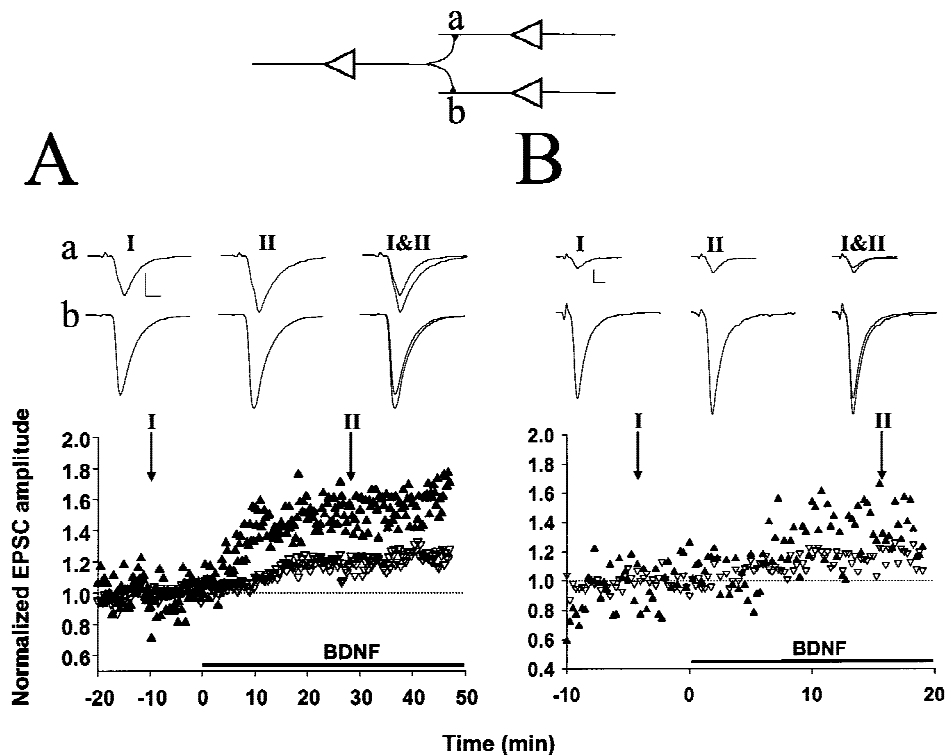 a
b
A
B
a I II I&II
b
I II I&II
I II
I II
Normalized EPSC amplitude
2.0
1.8
1.6
1.4
1.2
1.0
0.8
0.6
BDNF
-20 -10 0 10 20 30 40 50
2.0
1.8
1.6
1.4
1.2
1.0
0.8
0.6
0.4
BDNF
-10 0 10 20
Time (min)